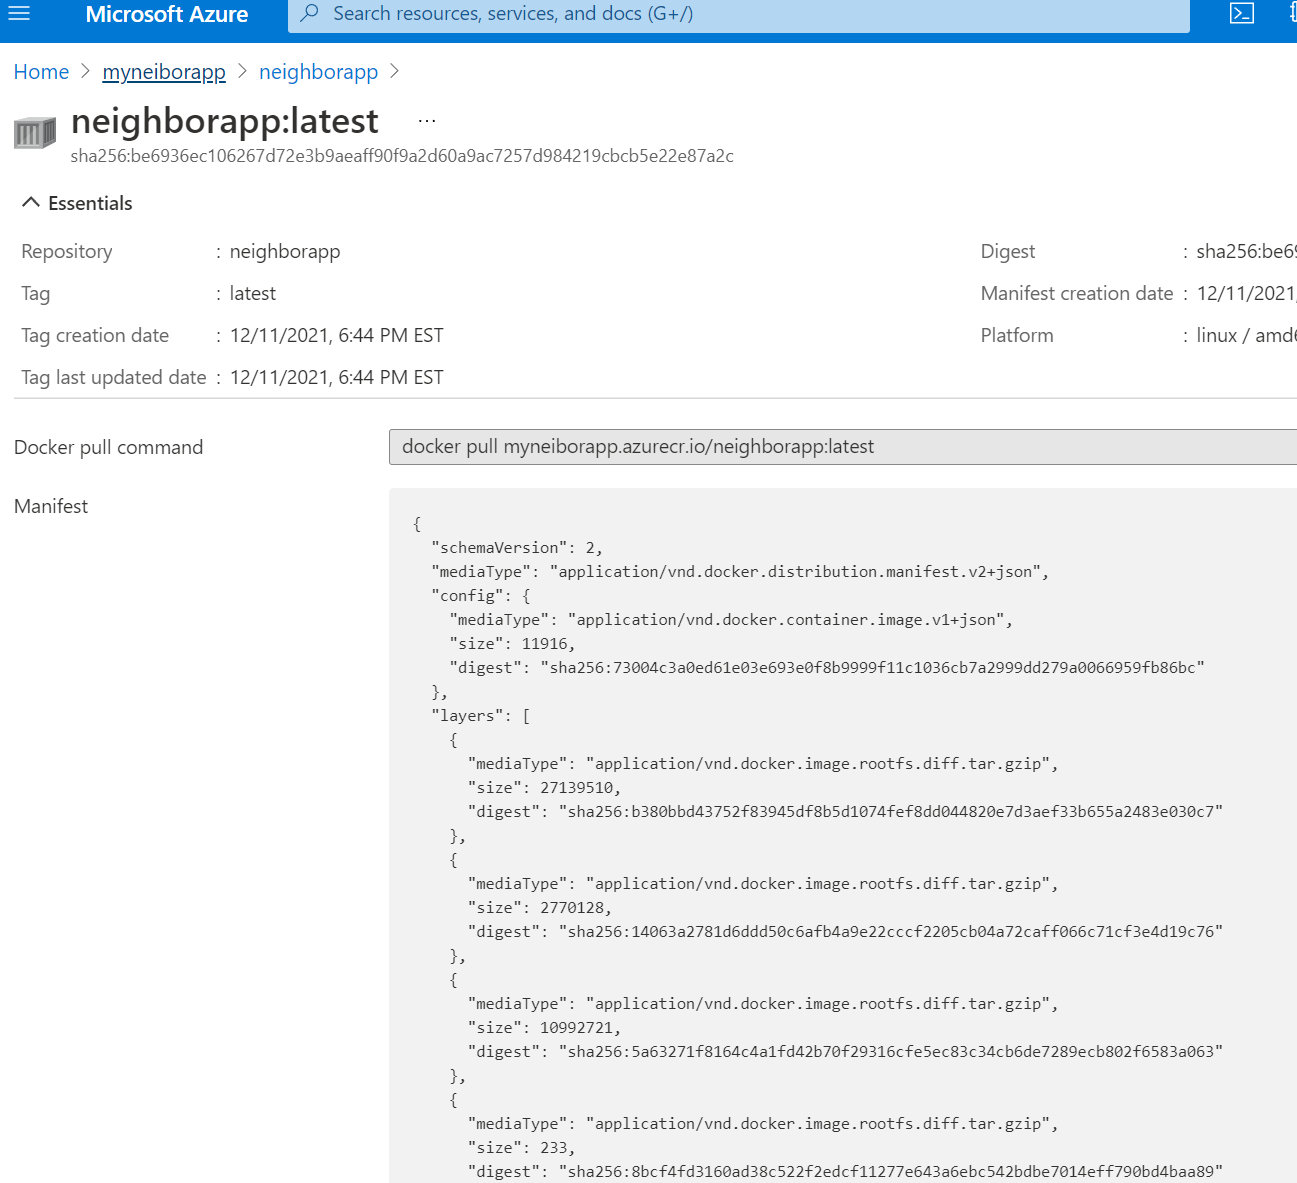 Microsoft Azure
Search resources, services, and docs (G+/)
Home > myneiborapp > neighborapp >
neighborapp:latest ...
sha256:be6936ec106267d72e3b9aeaff90f9a2d60a9ac7257d984219cbcb5e22e87a2c
Essentials
Repository : neighborapp
Digest : sha256:be69
Tag : latest
Manifest creation date : 12/11/2021,
Tag creation date : 12/11/2021, 6:44 PM EST
Platform : linux / amd6
Tag last updated date : 12/11/2021, 6:44 PM EST
Docker pull command
docker pull myneiborapp.azurecr.io/neighborapp:latest
Manifest
{
"schemaVersion": 2,
"mediaType": "application/vnd.docker.distribution.manifest.v2+json",
"config": {
"mediaType": "application/vnd.docker.container.image.v1+json",
"size": 11916,
"digest": "sha256:73004c3a0ed61e03e693e0f8b9999f11c1036cb7a2999dd279a0066959fb86bc"
},
"layers": [
{
"mediaType": "application/vnd.docker.image.rootfs.diff.tar.gzip",
"size": 27139510,
"digest": "sha256:b380bbd43752f83945df8b5d1074fef8dd044820e7d3aef33b655a2483e030c7"
},
{
"mediaType": "application/vnd.docker.image.rootfs.diff.tar.gzip",
"size": 2770128,
"digest": "sha256:14063a2781d6ddd50c6afb4a9e22cccf2205cb04a72caff066c71cf3e4d19c76"
},
{
"mediaType": "application/vnd.docker.image.rootfs.diff.tar.gzip",
"size": 10992721,
"digest": "sha256:5a63271f8164c4a1fd42b70f29316cfe5ec83c34cb6de7289ecb802f6583a063"
},
{
"mediaType": "application/vnd.docker.image.rootfs.diff.tar.gzip",
"size": 233,
"digest": "sha256:8bcf4fd3160ad38c522f2edcf11277e643a6ebc542bdbe7014eff790bd4baa89"